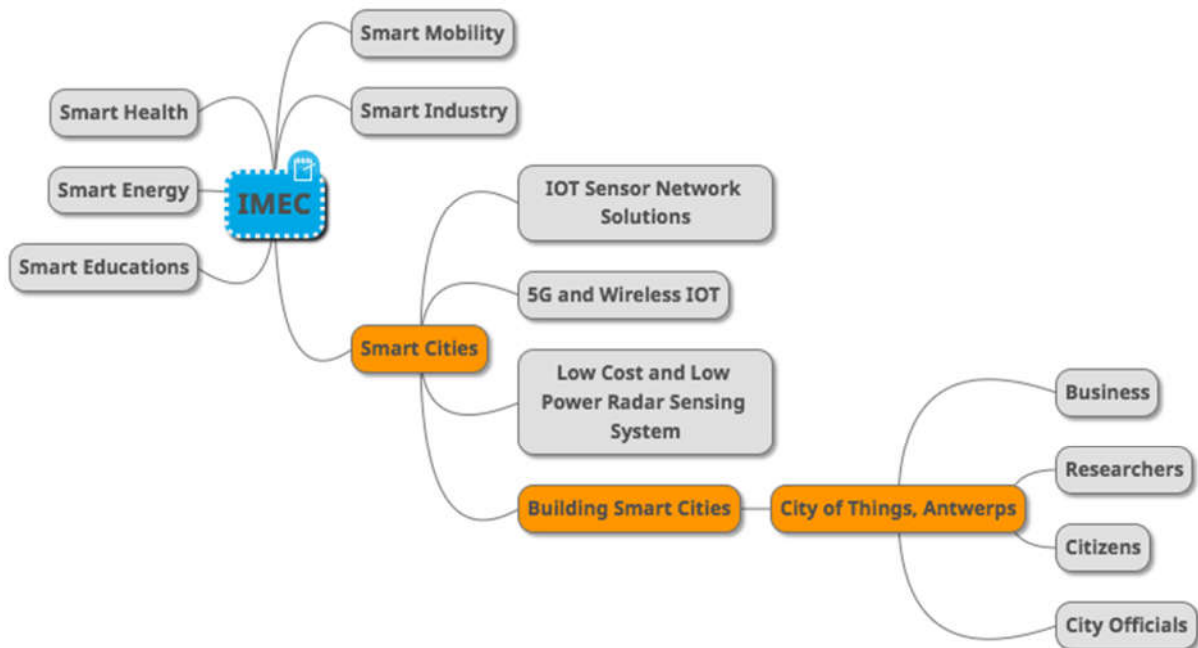 Smart Mobility
Smart Industry
Smart Health
Smart Energy
Smart Educations
IMEC
Smart Cities
IOT Sensor Network
Solutions
5G and Wireless IOT
Low Cost and Low
Power Radar Sensing
System
Building Smart Cities
City of Things, Antwerps
Business
Researchers
Citizens
City Officials